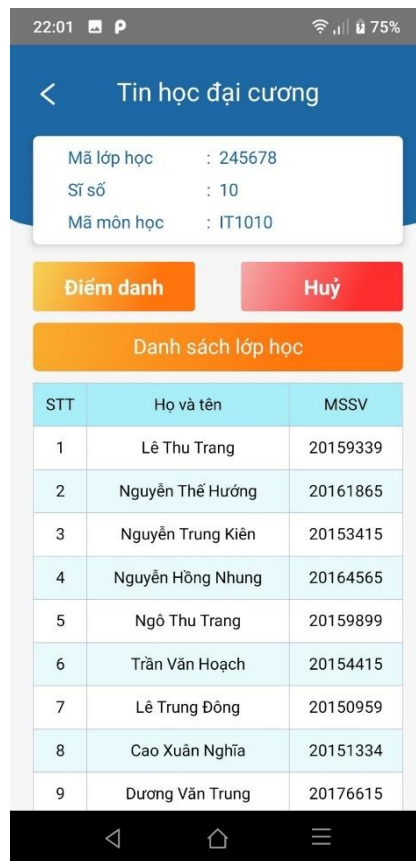 22:01 75%
Tin học đại cương
Mã lớp học : 245678
Sĩ số : 10
Mã môn học : IT1010
Điểm danh Huỷ
Danh sách lớp học
STT Họ và tên MSSV
1 Lê Thu Trang 20159339
2 Nguyễn Thế Hướng 20161865
3 Nguyễn Trung Kiên 20153415
4 Nguyễn Hồng Nhung 20164565
5 Ngô Thu Trang 20159899
6 Trần Văn Hoạch 20154415
7 Lê Trung Đông 20150959
8 Cao Xuân Nghĩa 20151334
9 Dương Văn Trung 20176615